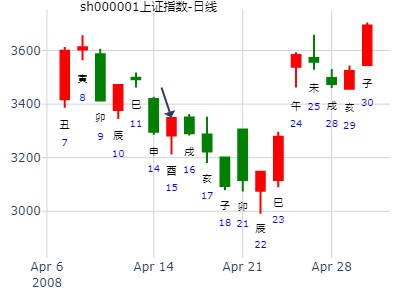 sh000001上证指数-日线
3600
3400
3200
3000
丑
7
寅
8
卯
9
辰
10
巳
11
申
14
酉
15
戌
16
亥
17
子
18
卯
21
辰
22
巳
23
午
24
未
25
戌
28
亥
29
子
30
Apr 6
2008
Apr 14
Apr 21
Apr 28